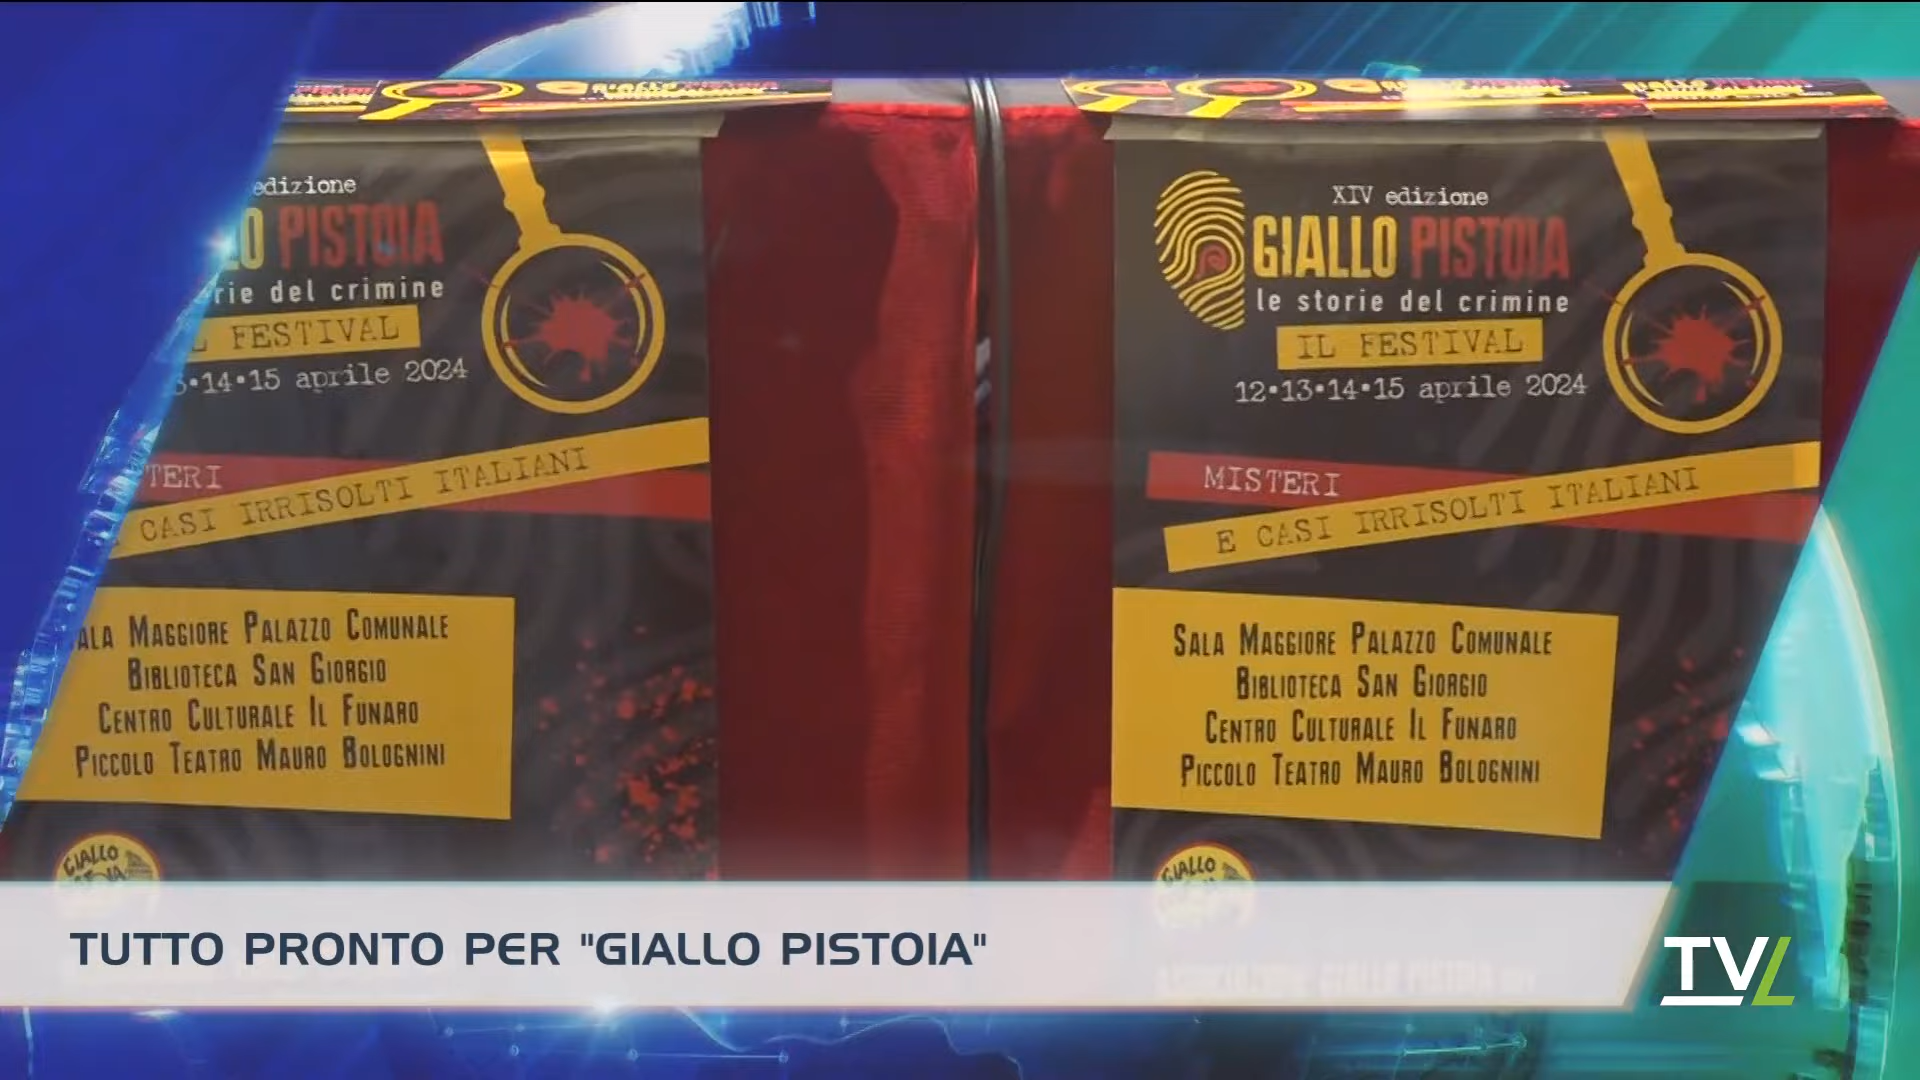 edizione
LO PISTOIA
rie del crimine
L FESTIVAL
•14•15 aprile 2024
TERI
CASI IRRISOLTI ITALIANI
ALA MAGGIORE PALAZZO COMUNALE
BIBLIOTECA SAN GIORGIO
CENTRO CULTURALE IL FUNARO
PICCOLO TEATRO MAURO BOLOGNINI
GIALLO
XIV edizione
GIALLO PISTOIA
le storie del crimine
IL FESTIVAL
12•13•14•15 aprile 2024
MISTERI
E CASI IRRISOLTI ITALIANI
SALA MAGGIORE PALAZZO COMUNALE
BIBLIOTECA SAN GIORGIO
CENTRO CULTURALE IL FUNARO
PICCOLO TEATRO MAURO BOLOGNINI
GIALLO
TUTTO PRONTO PER "GIALLO PISTOIA"
TVL